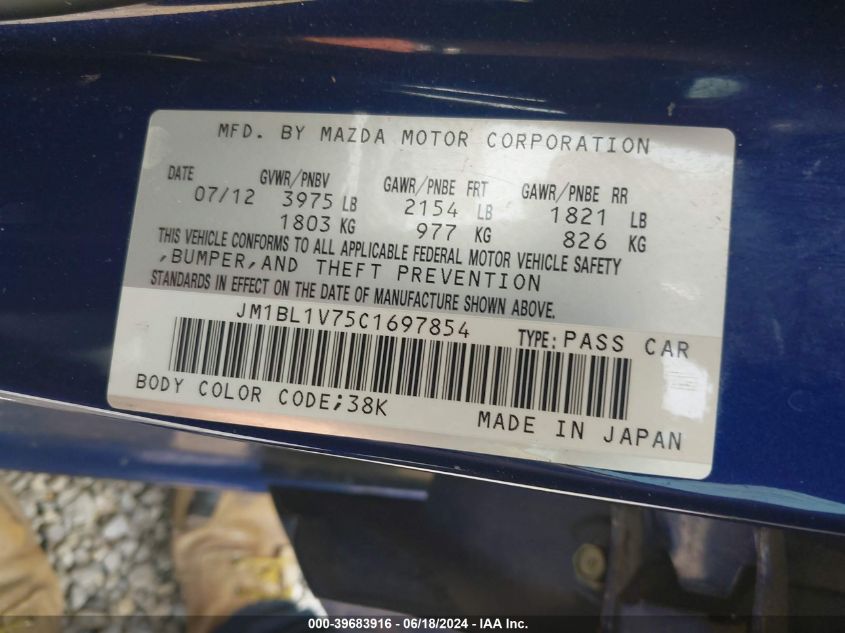 MFD. BY MAZDA MOTOR CORPORATION
DATE GVWR/PNBV GAWR/PNBE FRT GAWR/PNBE RR
07/12 3975 LB 2154 LB 1821 LB
1803 KG 977 KG 826 KG
THIS VEHICLE CONFORMS TO ALL APPLICABLE FEDERAL MOTOR VEHICLE SAFETY
,BUMPER,AND THEFT PREVENTION
STANDARDS IN EFFECT ON THE DATE OF MANUFACTURE SHOWN ABOVE.
JM1BL1V75C1697854 TYPE: PASS CAR
BODY COLOR CODE;38K
MADE IN JAPAN
000-39683916 - 06/18/2024 - IAA Inc.